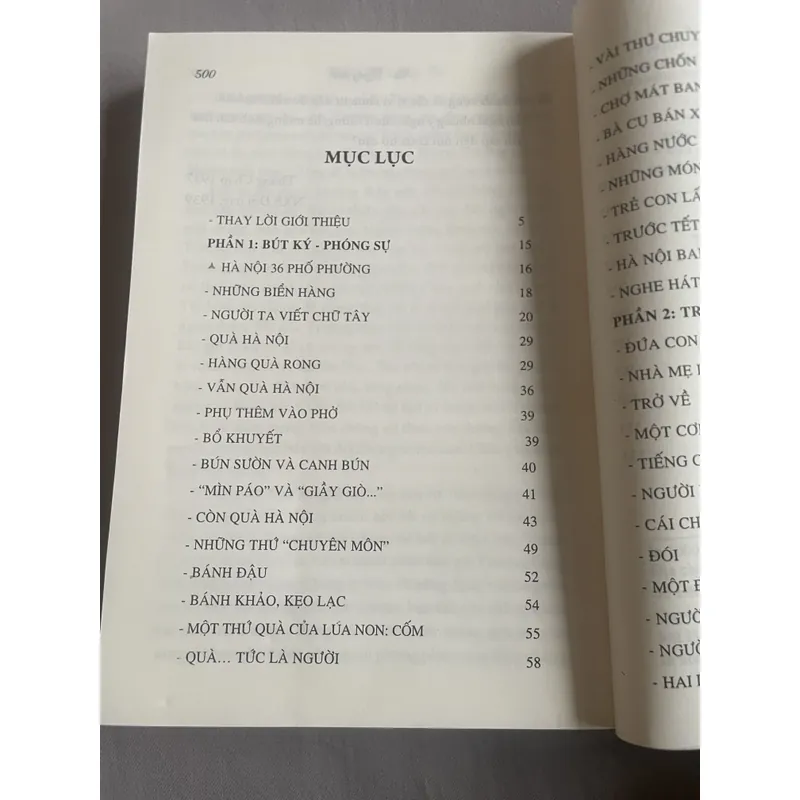 500
MỤC LỤC
- THAY LỜI GIỚI THIỆU 5
PHẦN 1: BÚT KÝ - PHÓNG SỰ 15
HÀ NỘI 36 PHỐ PHƯỜNG 16
- NHỮNG BIỂN HÀNG 18
- NGƯỜI TA VIẾT CHỮ TÂY 20
- QUÀ HÀ NỘI 29
- HÀNG QUÀ RONG 29
- VẪN QUÀ HÀ NỘI 36
- PHỤ THÊM VÀO PHỞ 39
- BỔ KHUYẾT 39
- BÚN SƯỜN VÀ CANH BÚN 40
- “MÌN PÁO” VÀ “GIẦY GIÒ...” 41
- CÒN QUÀ HÀ NỘI 43
- NHỮNG THỨ “CHUYÊN MÔN” 49
- BÁNH ĐẬU 52
- BÁNH KHẢO, KẸO LẠC 54
- MỘT THỨ QUÀ CỦA LÚA NON: CỐM 55
- QUÀ... TỨC LÀ NGƯỜI 58
- VÀI THỨ CHUY
- NHỮNG CHỐN
- CHỢ MÁT BAN
- BÀ CỤ BÁN X
- HÀNG NƯỚC
- NHỮNG MÓN
- TRẺ CON LẤ
- TRƯỚC TẾT
- HÀ NỘI BAN
- NGHE HÁT
PHẦN 2: TR
- ĐỨA CON
- NHÀ MẸ
- TRỞ VỀ
- MỘT CƠ
- TIẾNG
- NGƯỜI
- CÁI CH
- ĐÓI
- MỘT Đ
- NGƯỜ
- NGƯỜ
- HAI